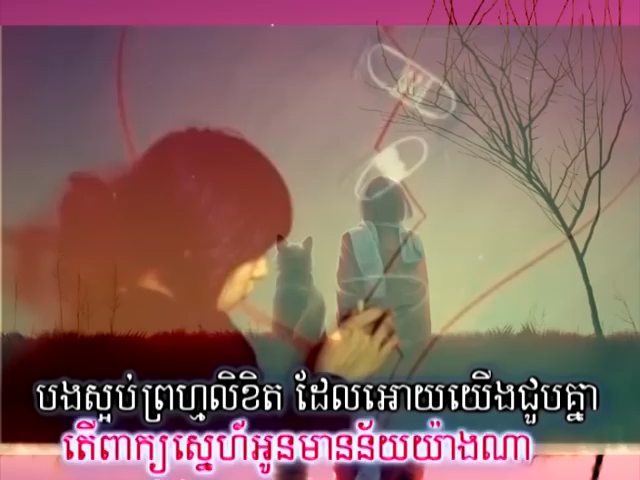 បងស្អប់ព្រហ្មលិខិត ដែលអោយយើងជួបគ្នា
តើពាក្យស្នេហ៍អូនមានន័យយ៉ាងណា